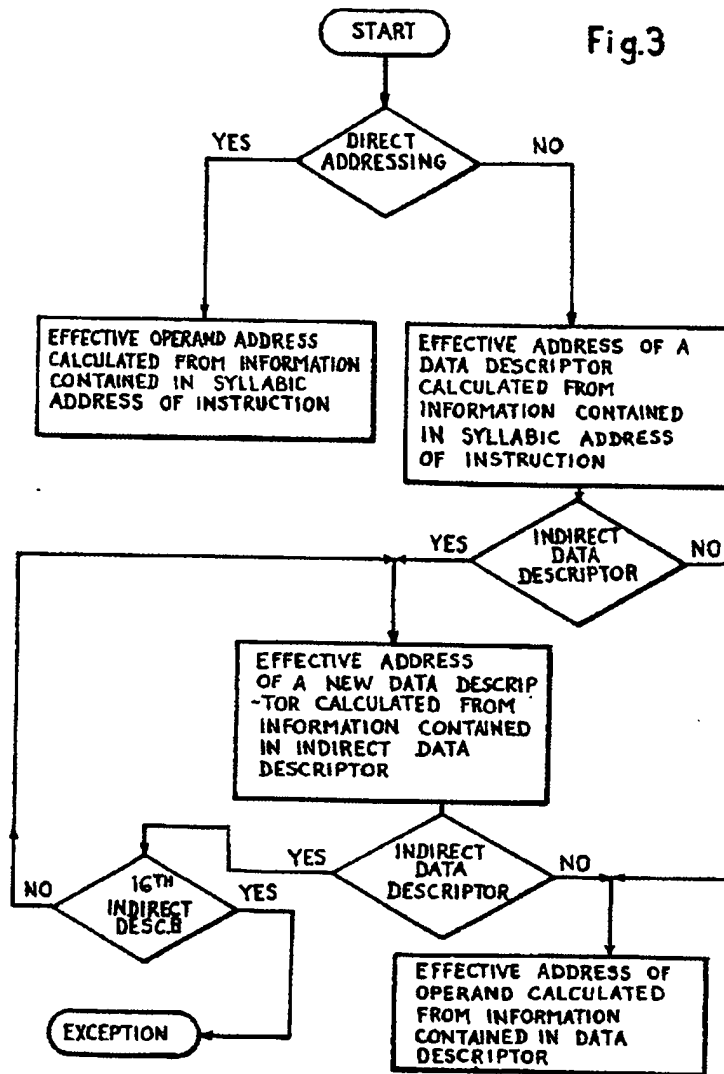 START
Fig.3
DIRECT
ADDRESSING
YES
NO
EFFECTIVE OPERAND ADDRESS
CALCULATED FROM INFORMATION
CONTAINED IN SYLLABIC
ADDRESS OF INSTRUCTION
EFFECTIVE ADDRESS OF A
DATA DESCRIPTOR
CALCULATED FROM
INFORMATION CONTAINED
IN SYLLABIC ADDRESS
OF INSTRUCTION
YES
INDIRECT
DATA
DESCRIPTOR
NO
EFFECTIVE ADDRESS
OF A NEW DATA DESCRIP
-TOR CALCULATED FROM
INFORMATION CONTAINED
IN INDIRECT DATA
DESCRIPTOR
YES
INDIRECT
DATA
DESCRIPTOR
NO
NO
16TH
INDIRECT
DESC.B
YES
EXCEPTION
EFFECTIVE ADDRESS OF
OPERAND CALCULATED
FROM INFORMATION
CONTAINED IN DATA
DESCRIPTOR